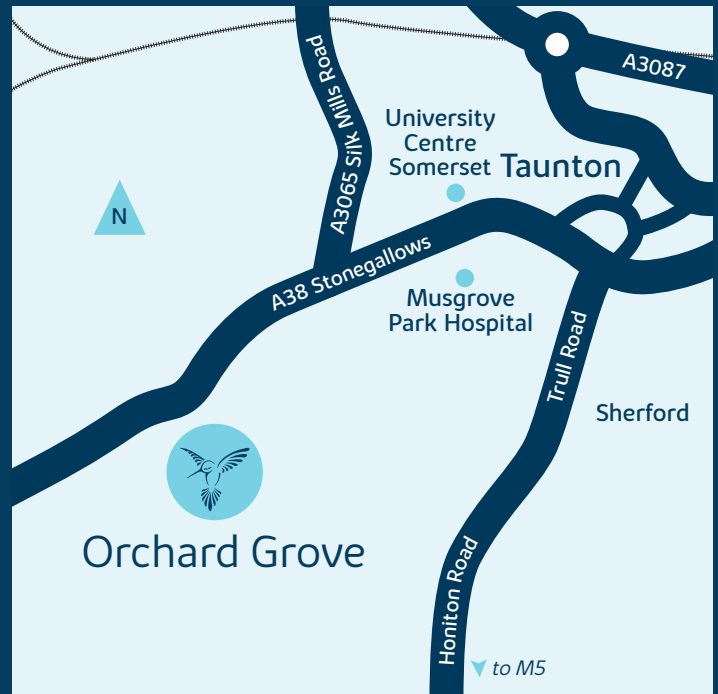 A3087
A3065 Silk Mills Road
University
Centre
Somerset
Taunton
N
A38 Stonegallows
Musgrove
Park Hospital
Trull Road
Sherford
Orchard Grove
Honiton Road
to M5